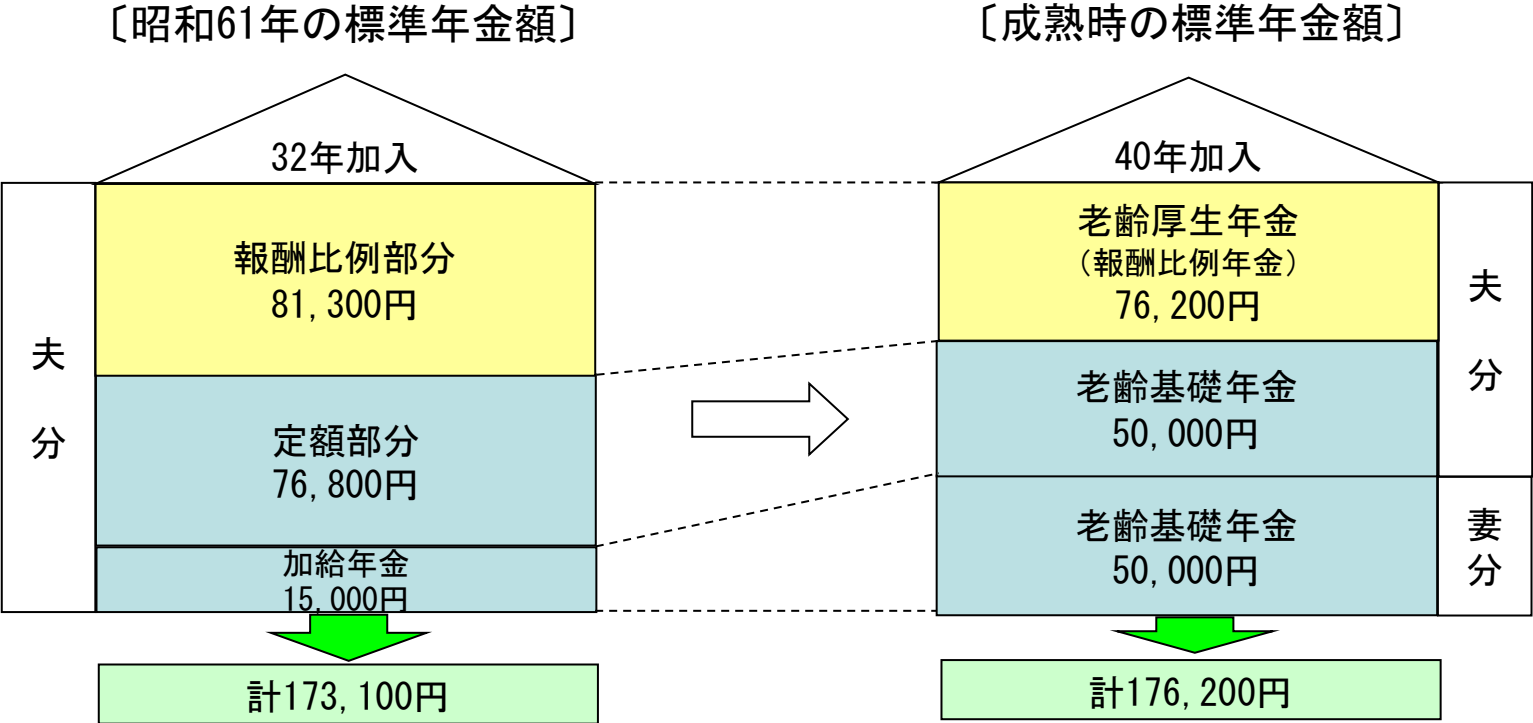 〔昭和61年の標準年金額〕
32年加入
夫
分
報酬比例部分
81,300円
定額部分
76,800円
加給年金
15,000円
計173,100円
〔成熟時の標準年金額〕
40年加入
老齢厚生年金
(報酬比例年金)
76,200円
老齢基礎年金
50,000円
夫
分
老齢基礎年金
50,000円
妻
分
計176,200円